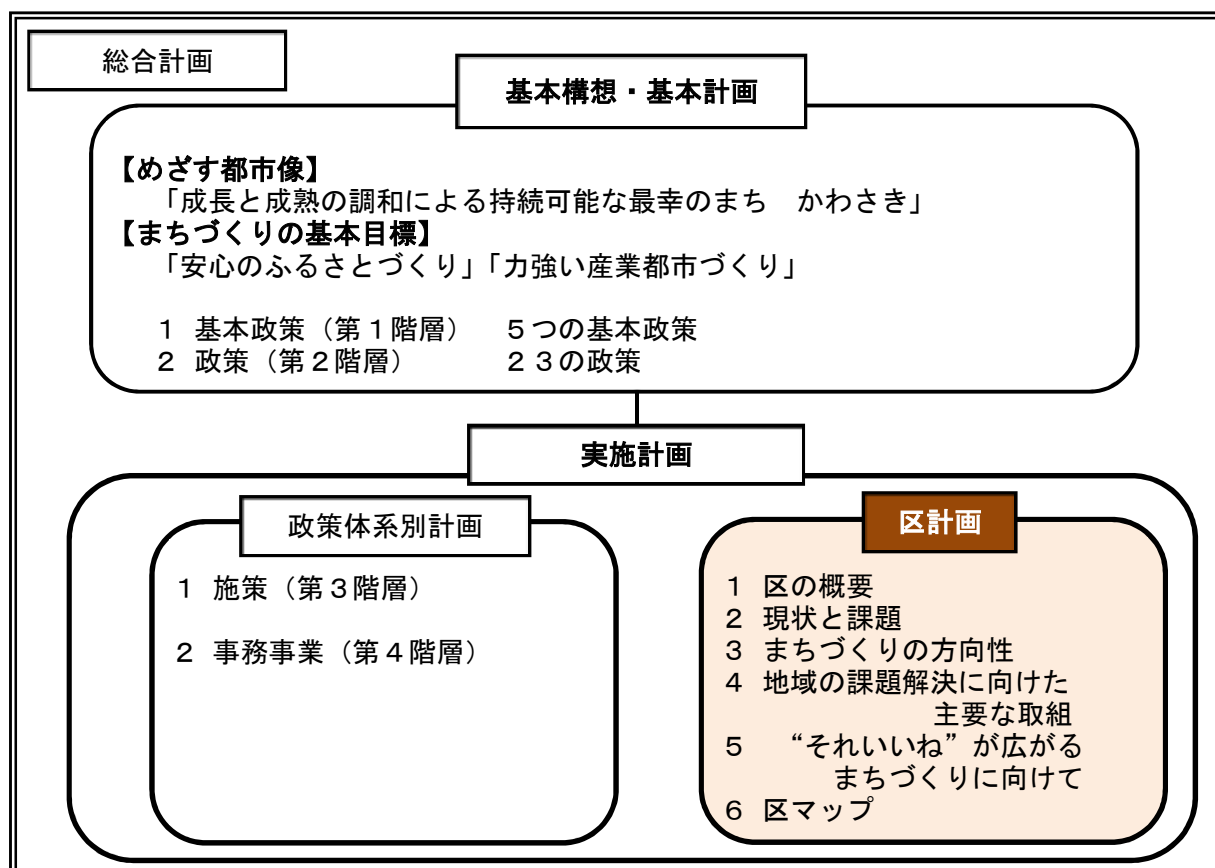 総合計画
基本構想・基本計画
【めざす都市像】
「成長と成熟の調和による持続可能な最幸のまち　かわさき」
【まちづくりの基本目標】
「安心のふるさとづくり」「力強い産業都市づくり」
１ 基本政策（第１階層）　５つの基本政策
２ 政策（第２階層）　２３の政策
実施計画
政策体系別計画
１ 施策（第３階層）
２ 事務事業（第４階層）
区計画
１ 区の概要
２ 現状と課題
３ まちづくりの方向性
４ 地域の課題解決に向けた
主要な取組
５ “それいいね”が広がる
まちづくりに向けて
６ 区マップ